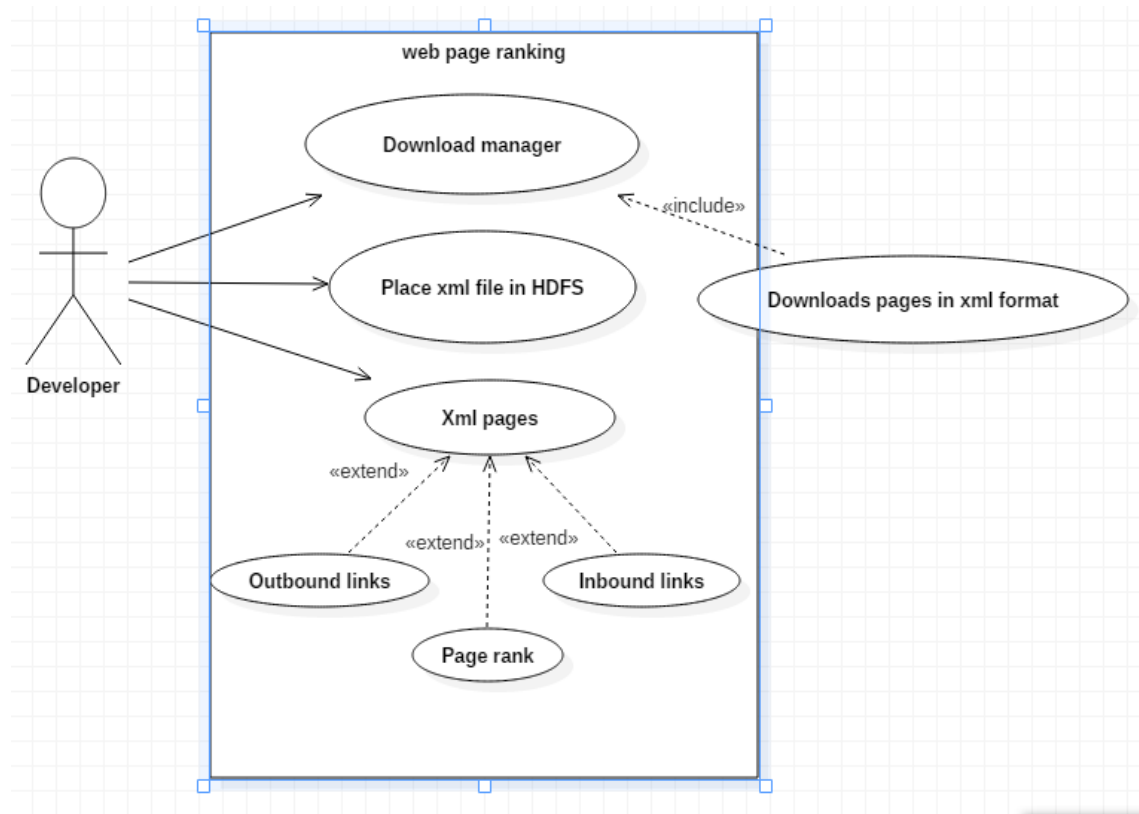 web page ranking
Download manager
«include»
Place xml file in HDFS
Downloads pages in xml format
Developer
Xml pages
«extend»
«extend»
«extend»
Outbound links
Inbound links
Page rank